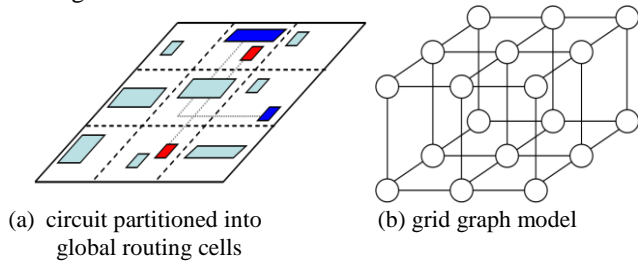 (a) circuit partitioned into
global routing cells
(b) grid graph model